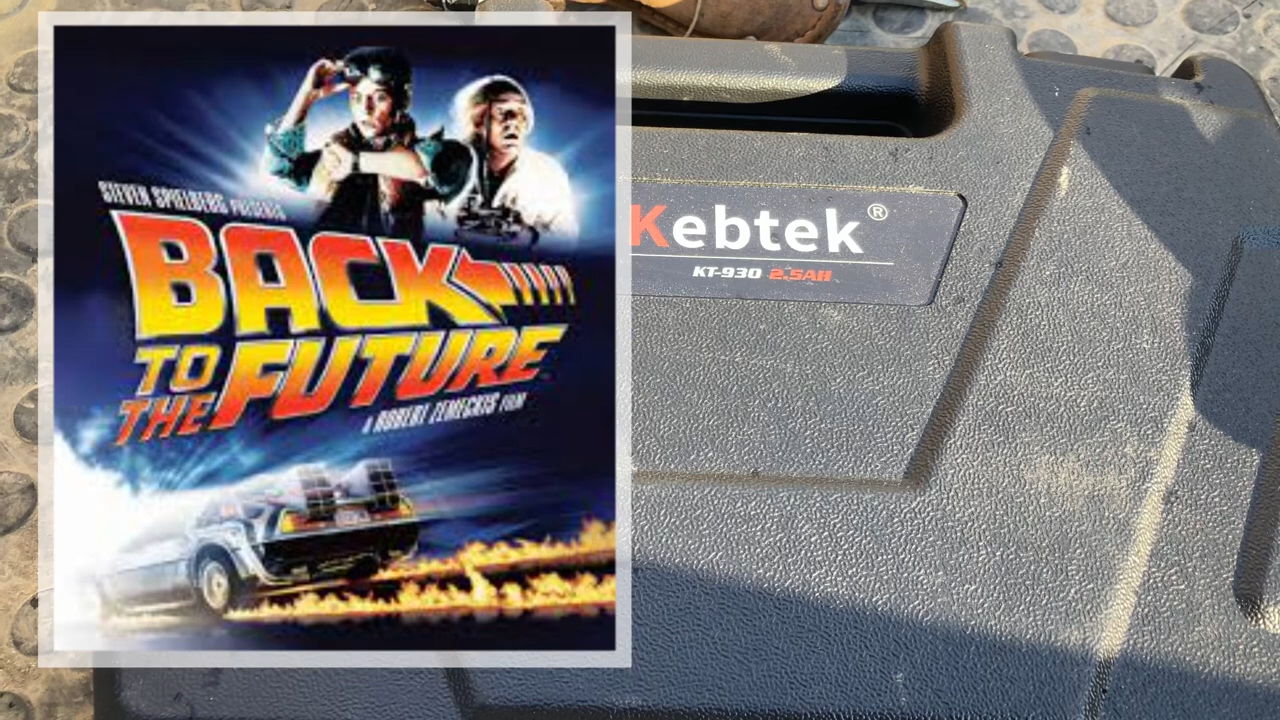 STEVEN SPIELBERG PRESENTS
BACK
TO
THE FUTURE
A ROBERT ZEMECKIS FILM
Kebtek®
KT-930 2.5AH